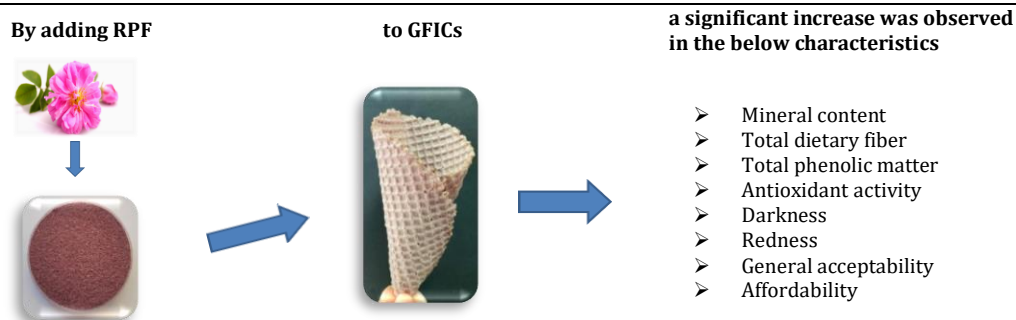 By adding RPF
to GFICs
a significant increase was observed
in the below characteristics
➢ Mineral content
➢ Total dietary fiber
➢ Total phenolic matter
➢ Antioxidant activity
➢ Darkness
➢ Redness
➢ General acceptability
➢ Affordability